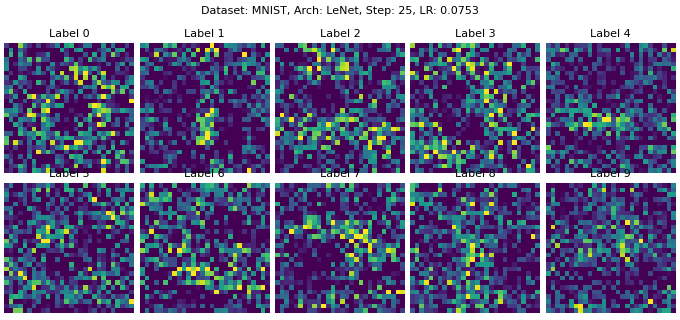 Dataset: MNIST, Arch: LeNet, Step: 25, LR: 0.0753
Label 0 Label 1 Label 2 Label 3 Label 4
Label 5 Label 6 Label 7 Label 8 Label 9